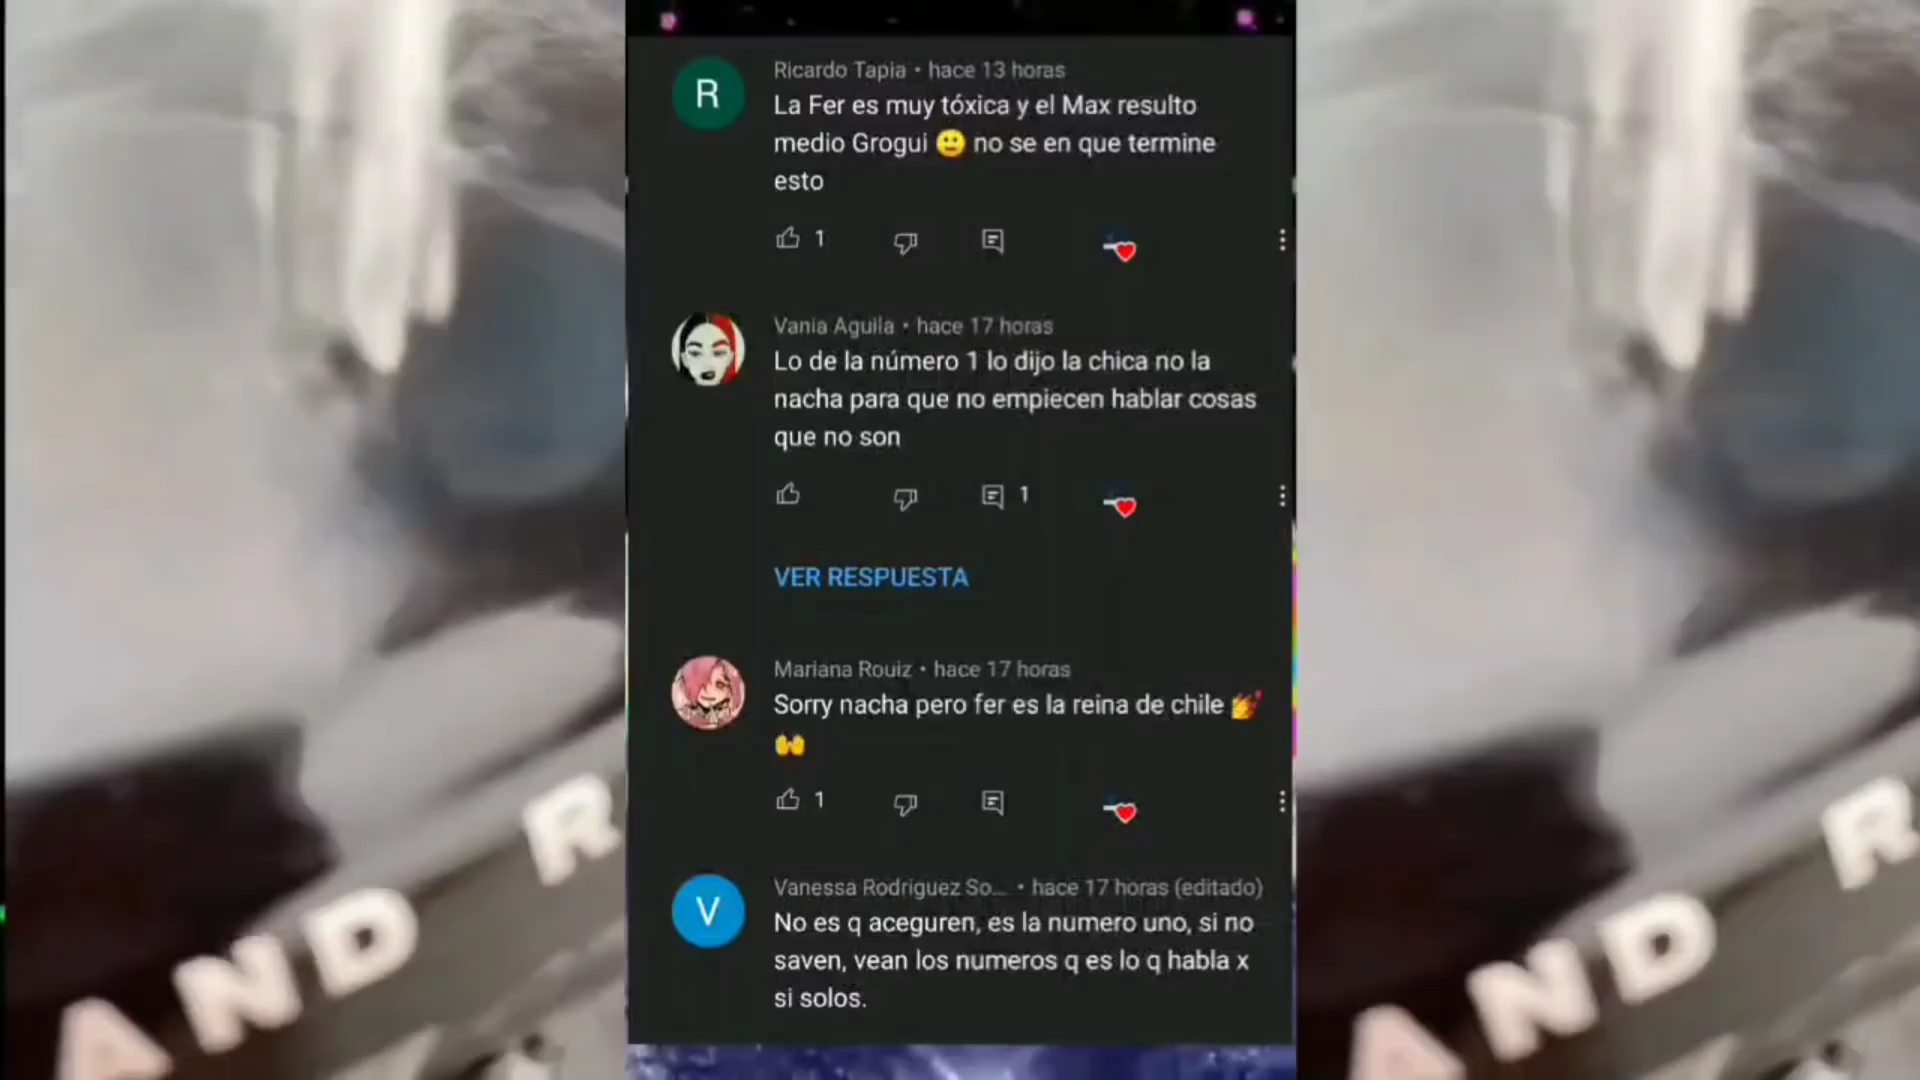 Ricardo Tapia • hace 13 horas
La Fer es muy tóxica y el Max resulto
medio Grogui 🙂 no se en que termine
esto
1
Vania Aguila • hace 17 horas
Lo de la número 1 lo dijo la chica no la
nacha para que no empiecen hablar cosas
que no son
1
VER RESPUESTA
Mariana Rouiz • hace 17 horas
Sorry nacha pero fer es la reina de chile 💅
🙌
1
Vanessa Rodriguez So... • hace 17 horas (editado)
No es q aceguren, es la numero uno, si no
saven, vean los numeros q es lo q habla x
si solos.
R
V
AND R
AND R